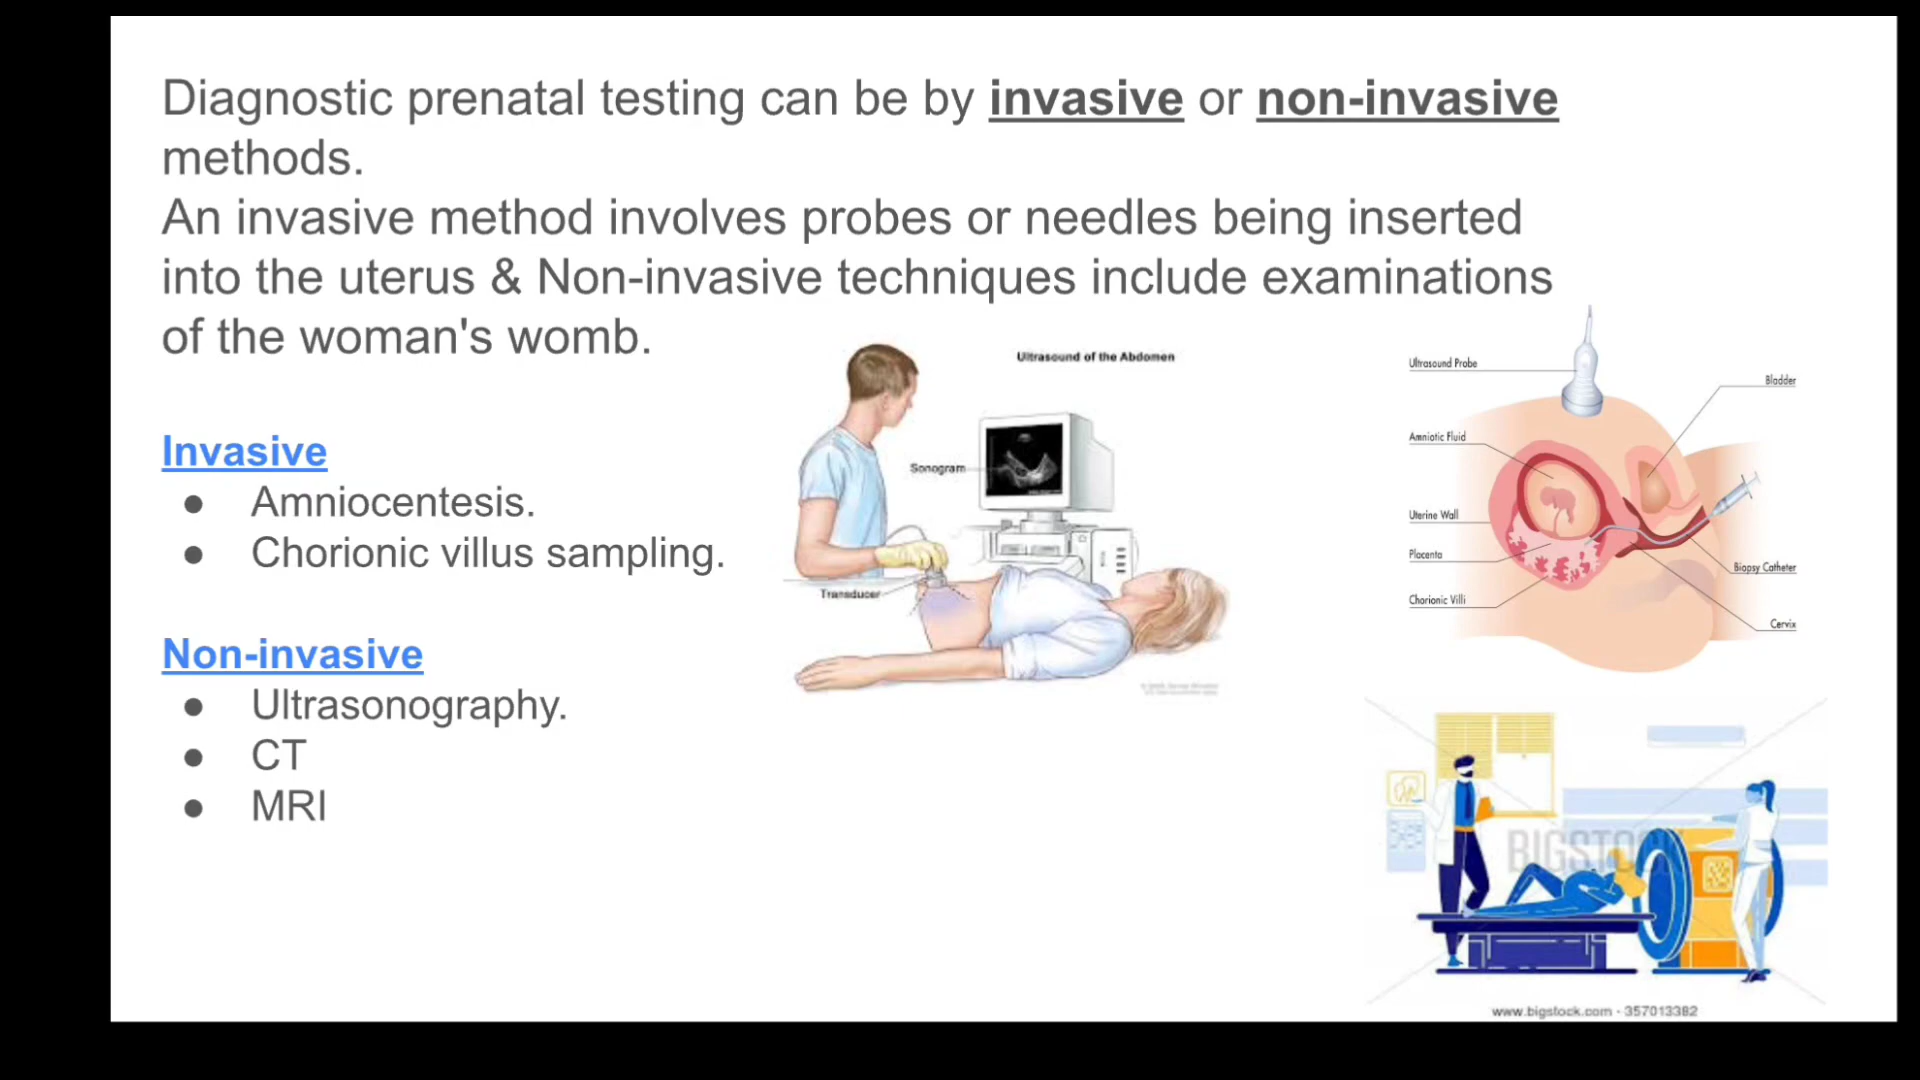 Diagnostic prenatal testing can be by invasive or non-invasive
methods.
An invasive method involves probes or needles being inserted
into the uterus & Non-invasive techniques include examinations
of the woman's womb.
Invasive
● Amniocentesis.
● Chorionic villus sampling.
Non-invasive
● Ultrasonography.
● CT
● MRI
Ultrasound of the Abdomen
Sonogram
Transducer
Ultrasound Probe
Bladder
Amniotic Fluid
Uterine Wall
Placenta
Biopsy Catheter
Chorionic Villi
Cervix
BIGSTOCK
www.bigstock.com · 357013382